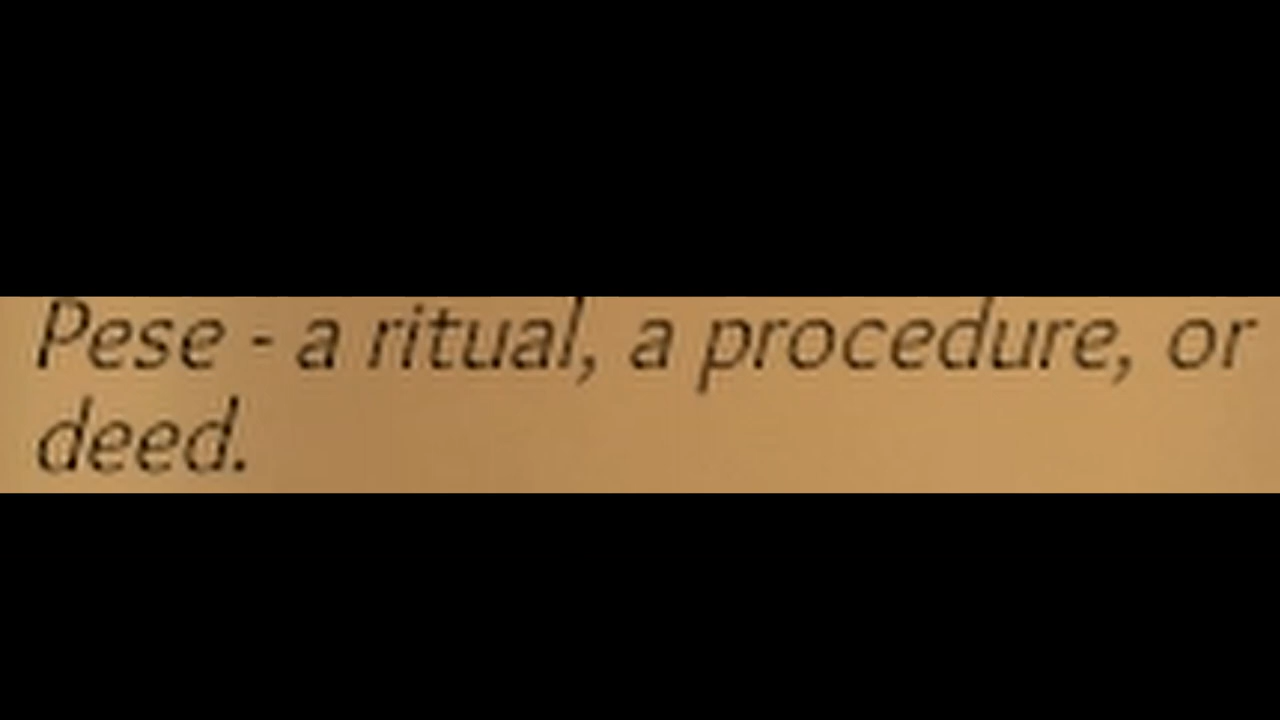 Pese - a ritual, a procedure, or
deed.